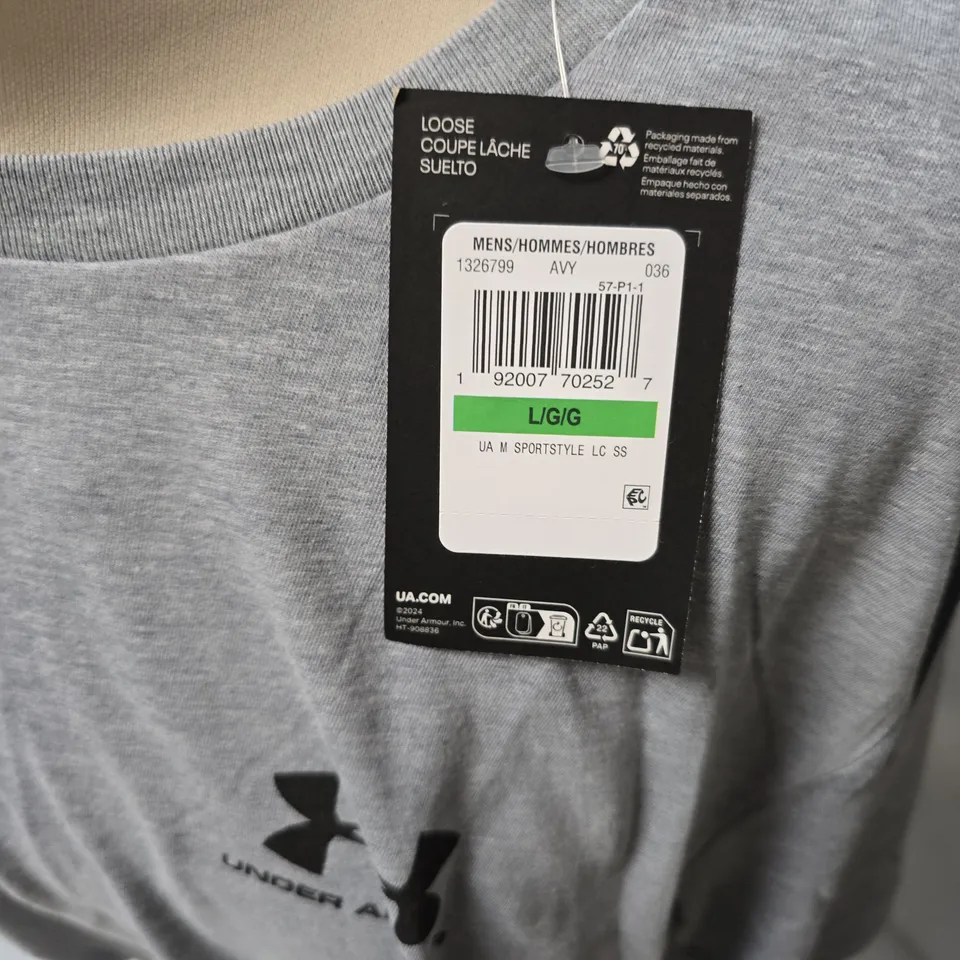 LOOSE
COUPE LÂCHE
SUELTO
70%
Packaging made from
recycled materials.
Emballage fait de
matériaux recyclés.
Empaque hecho con
materiales separados.
MENS/HOMMES/HOMBRES
1326799 AVY 036
57-P1-1
1 92007 70252 7
L/G/G
UA M SPORTSTYLE LC SS
UA.COM
©2024
Under Armour, Inc.
HT-908836
FR
22
PAP
RECYCLE
UNDER A